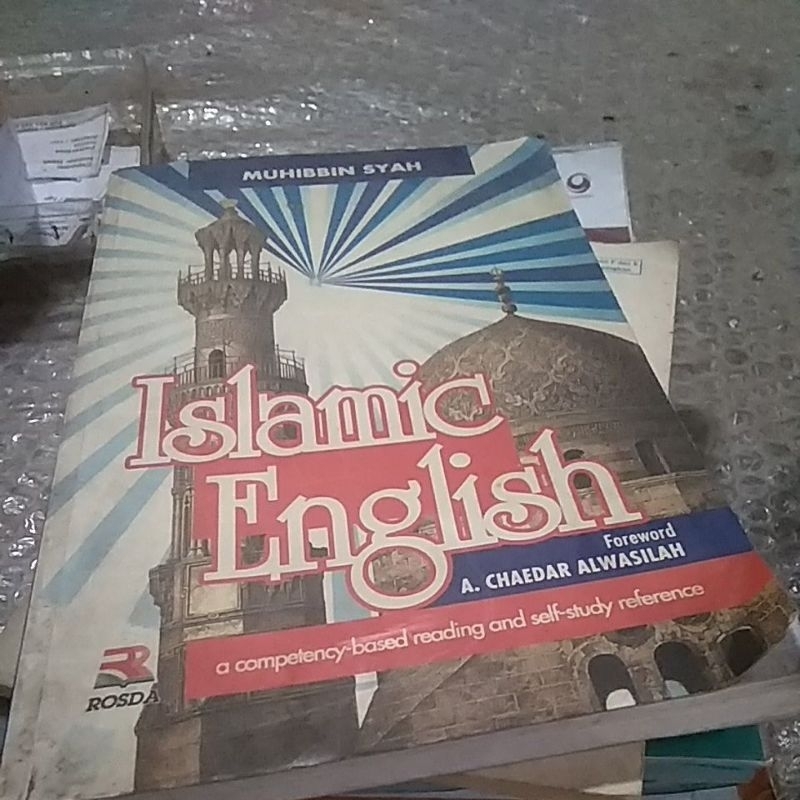 MUHIBBIN SYAH
Islamic
English
Foreword
A. CHAEDAR ALWASILAH
a competency-based reading and self-study reference
ROSDA